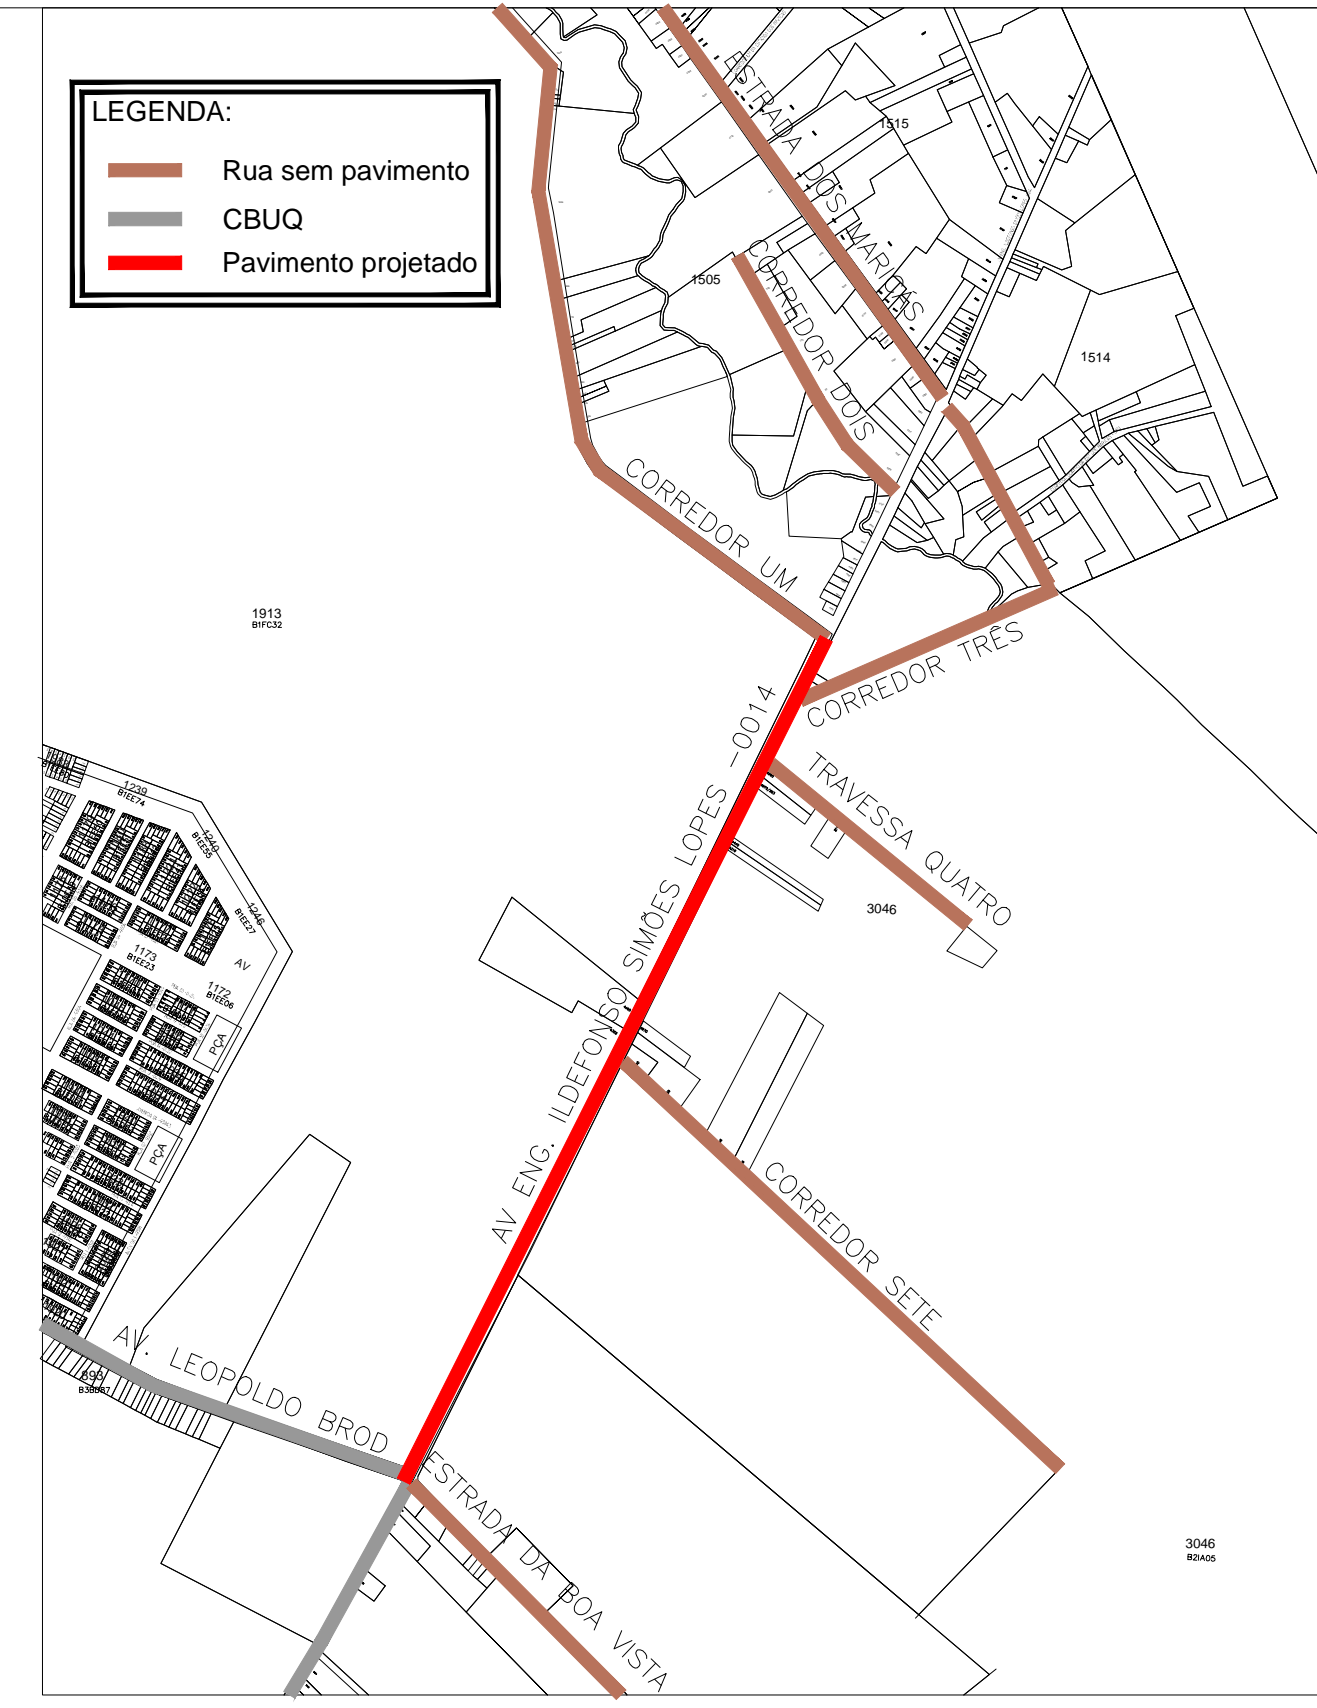 LEGENDA:
Rua sem pavimento
CBUQ
Pavimento projetado
ESTRADA DOS MARICÁS
1515
CORREDOR DOIS
1505
1514
CORREDOR UM
1913
B1FC32
CORREDOR TRÊS
AV ENG. ILDEFONSO SIMÕES LOPES -0014
TRAVESSA QUATRO
3046
1239
B1EE74
1240
B1EE55
1246
B1EE27
1173
B1EE23
AV
1172
B1EE06
PÇA
PÇA
CORREDOR SETE
AV. LEOPOLDO BROD
893
ESTRADA DA BOA VISTA
3046
B2IA05